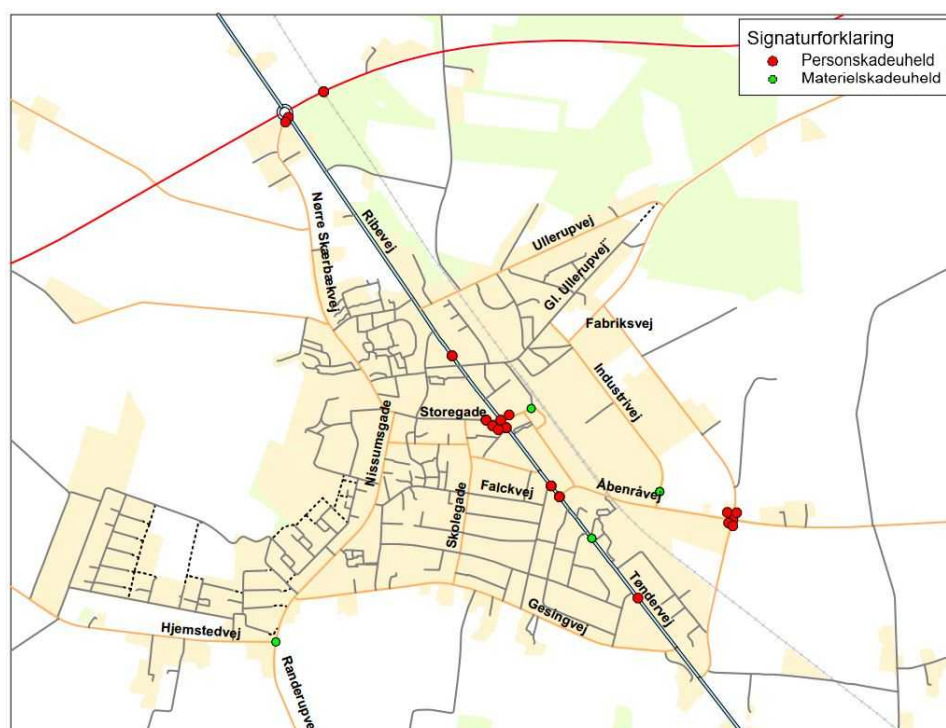 Signaturforklaring
Personskadeuheld
Materielskadeuheld
Nørre Skærbækvej
Ribevej
Ullerupvej
Gl. Ullerupvej
Fabriksvej
Industrivej
Storegade
Nissumsgade
Falckvej
Skolegade
Åbenråvej
Tøndervej
Gesingvej
Hjemstedvej
Randerupvej